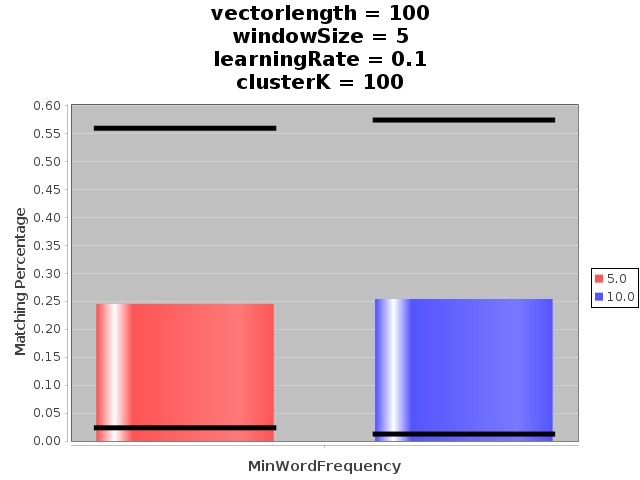 vectorlength = 100
windowSize = 5
learningRate = 0.1
clusterK = 100
0.60
0.55
0.50
0.45
0.40
0.35
0.30
0.25
0.20
0.15
0.10
0.05
0.00
Matching Percentage
MinWordFrequency
5.0
10.0